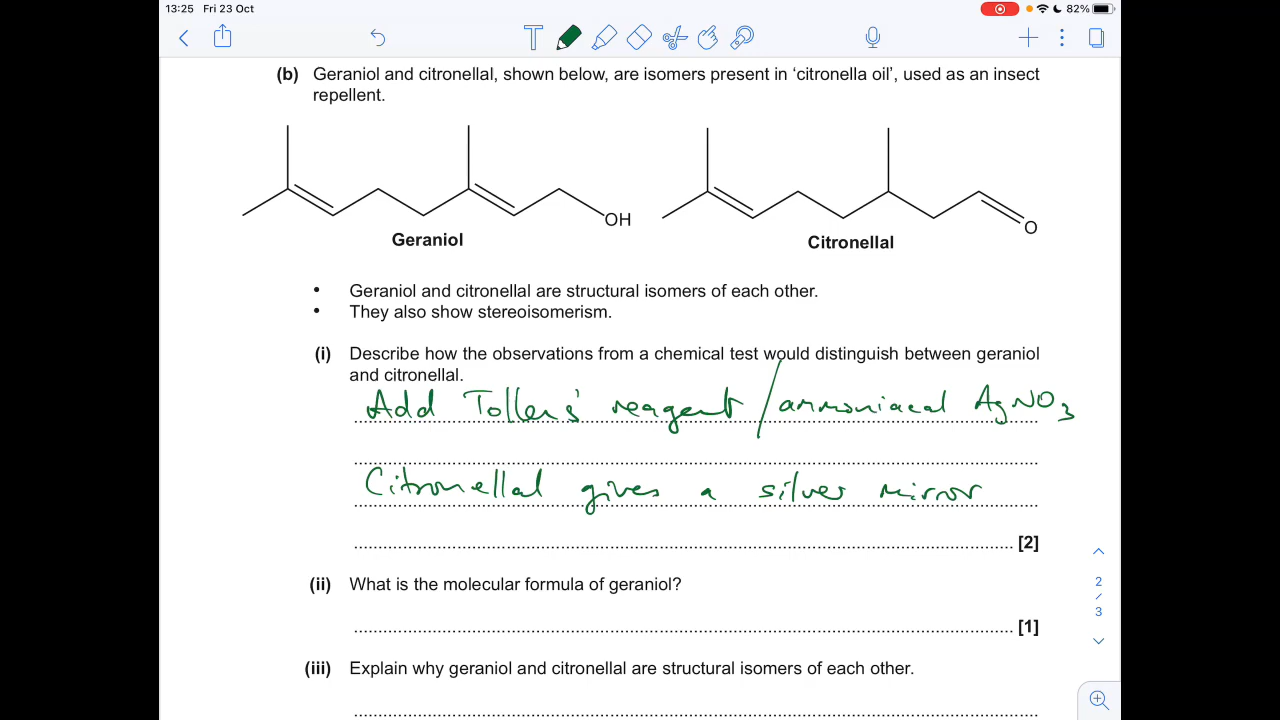 13:25 Fri 23 Oct 82%
(b) Geraniol and citronellal, shown below, are isomers present in ‘citronella oil’, used as an insect
repellent.
OH
O
Geraniol
Citronellal
• Geraniol and citronellal are structural isomers of each other.
• They also show stereoisomerism.
(i) Describe how the observations from a chemical test would distinguish between geraniol
and citronellal.
Add Tollens' reagent / ammoniacal AgNO3
Citronellal gives a silver mirror
[2]
(ii) What is the molecular formula of geraniol?
[1]
(iii) Explain why geraniol and citronellal are structural isomers of each other.
2
/
3